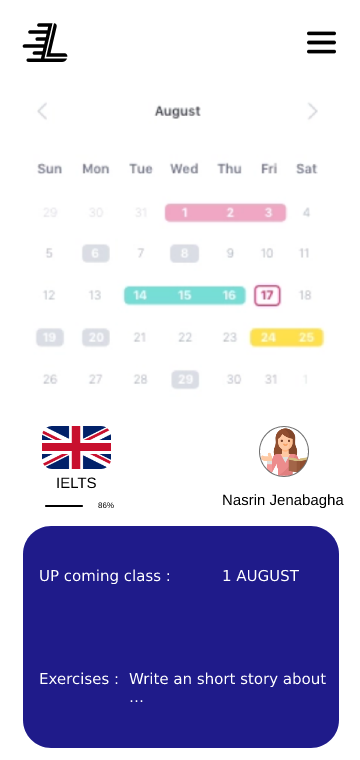 L
August
Sun Mon Tue Wed Thu Fri Sat
29 30 31 1 2 3 4
5 6 7 8 9 10 11
12 13 14 15 16 17 18
19 20 21 22 23 24 25
26 27 28 29 30 31 1
IELTS
86%
Nasrin Jenabagha
UP coming class : 1 AUGUST
Exercises : Write an short story about
...